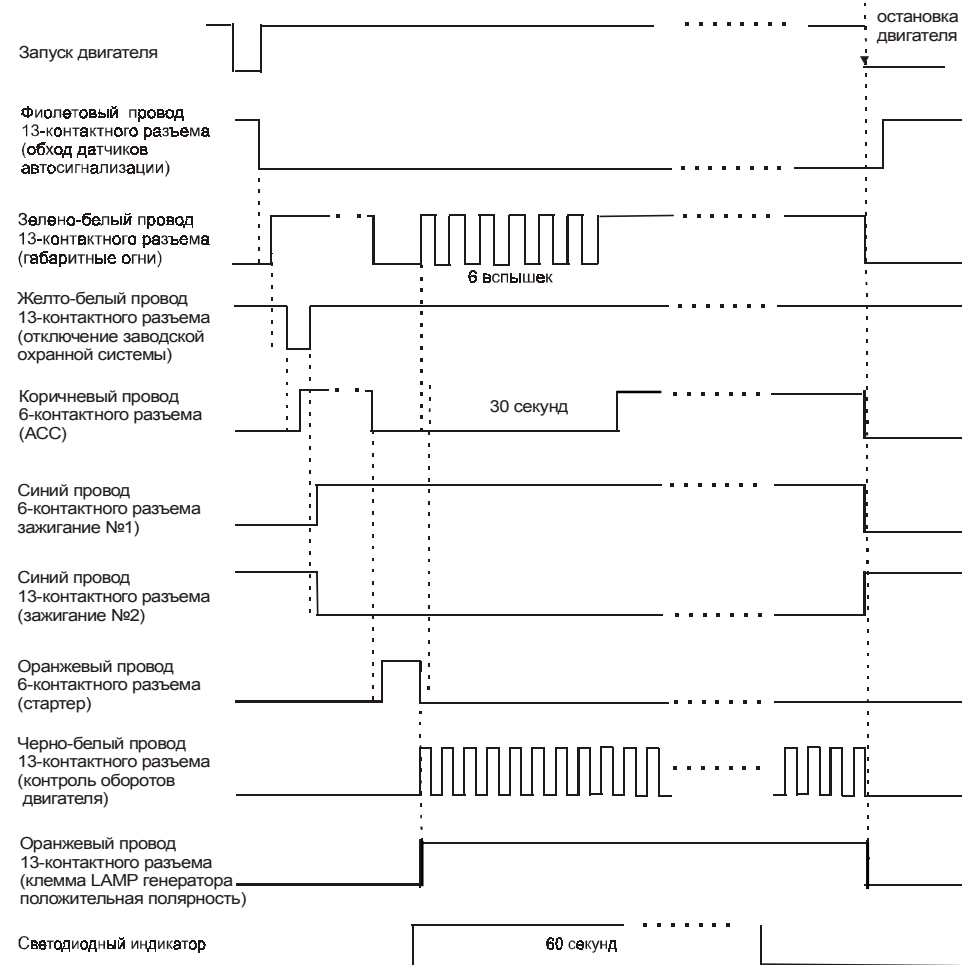 остановка
двигателя
Запуск двигателя
Фиолетовый провод
13-контактного разъема
(обход датчиков
автосигнализации)
Зелено-белый провод
13-контактного разъема
(габаритные огни)
6 вспышек
Желто-белый провод
13-контактного разъема
(отключение заводской
охранной системы)
Коричневый провод
6-контактного разъема
(АСС)
30 секунд
Синий провод
6-контактного разъема
зажигание №1)
Синий провод
13-контактного разъема
(зажигание №2)
Оранжевый провод
6-контактного разъема
(стартер)
Черно-белый провод
13-контактного разъема
(контроль оборотов
двигателя)
Оранжевый провод
13-контактного разъема
(клемма LAMP генератора
положительная полярность)
Светодиодный индикатор
60 секунд